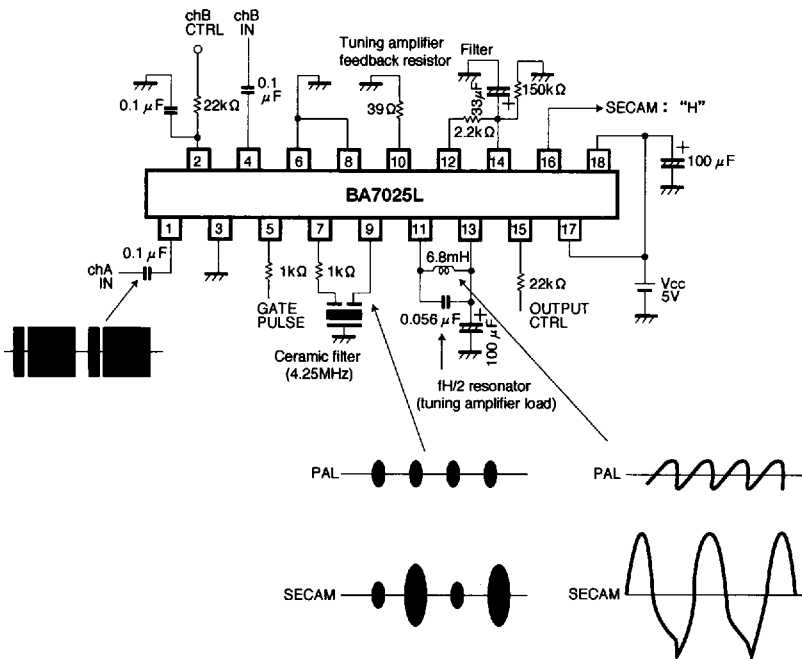 chB
CTRL
chB
IN
0.1 μF
22kΩ
0.1
μF
Tuning amplifier
feedback resistor
39Ω
Filter
33μF
+
150kΩ
2.2kΩ
SECAM : “H”
+
100 μF
2
4
6
8
10
12
14
16
18
BA7025L
1
3
5
7
9
11
13
15
17
chA
IN
0.1 μF
1kΩ
GATE
PULSE
1kΩ
Ceramic filter
(4.25MHz)
6.8mH
0.056 μF
+
100 μF
22kΩ
OUTPUT
CTRL
Vcc
5V
fH/2 resonator
(tuning amplifier load)
PAL
PAL
SECAM
SECAM